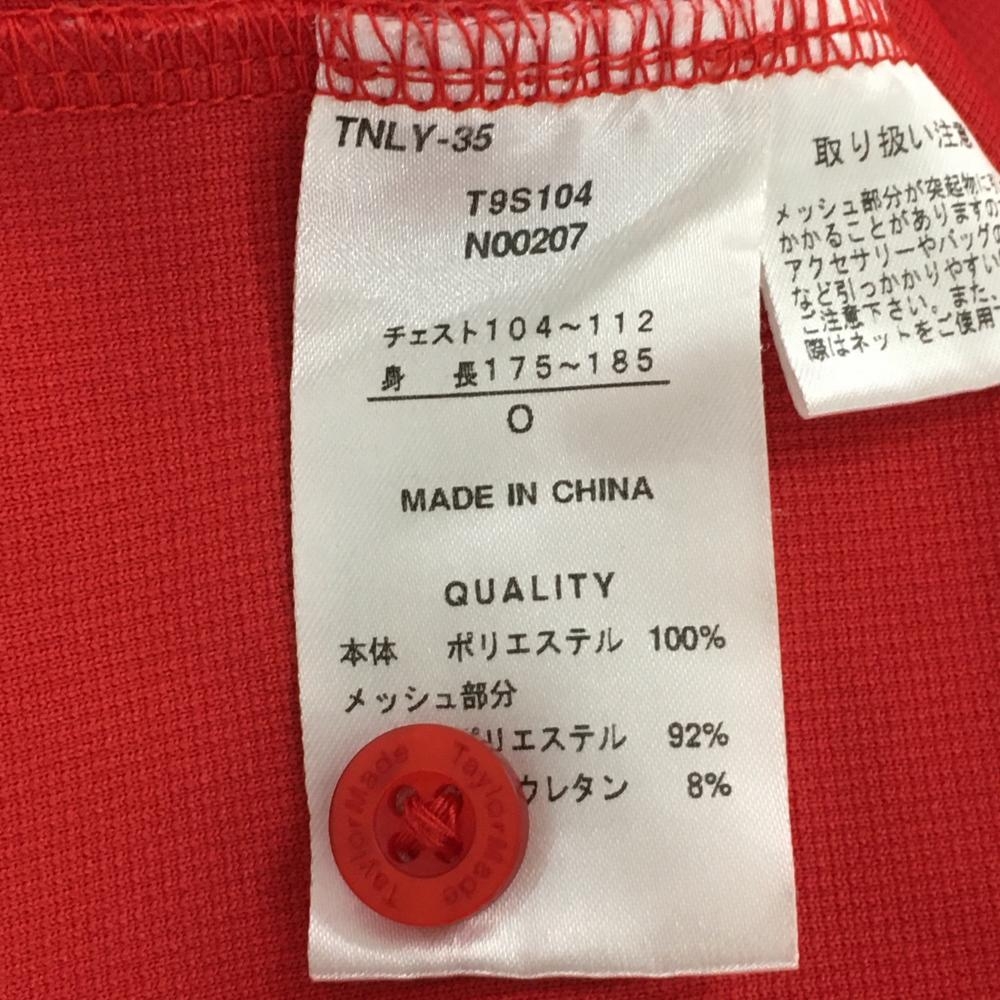 TNLY-35
T9S104
N00207
チェスト104~112
身 長175~185
O
MADE IN CHINA
QUALITY
本体 ポリエステル 100%
メッシュ部分
ポリエステル 92%
ウレタン 8%
TaylorMade
TaylorMade
取り扱い注意
メッシュ部分が突起物に
かかることがありますの
アクセサリーやバッグの
など引っかかりやすい
ご注意下さい。また、
際はネットをご使用